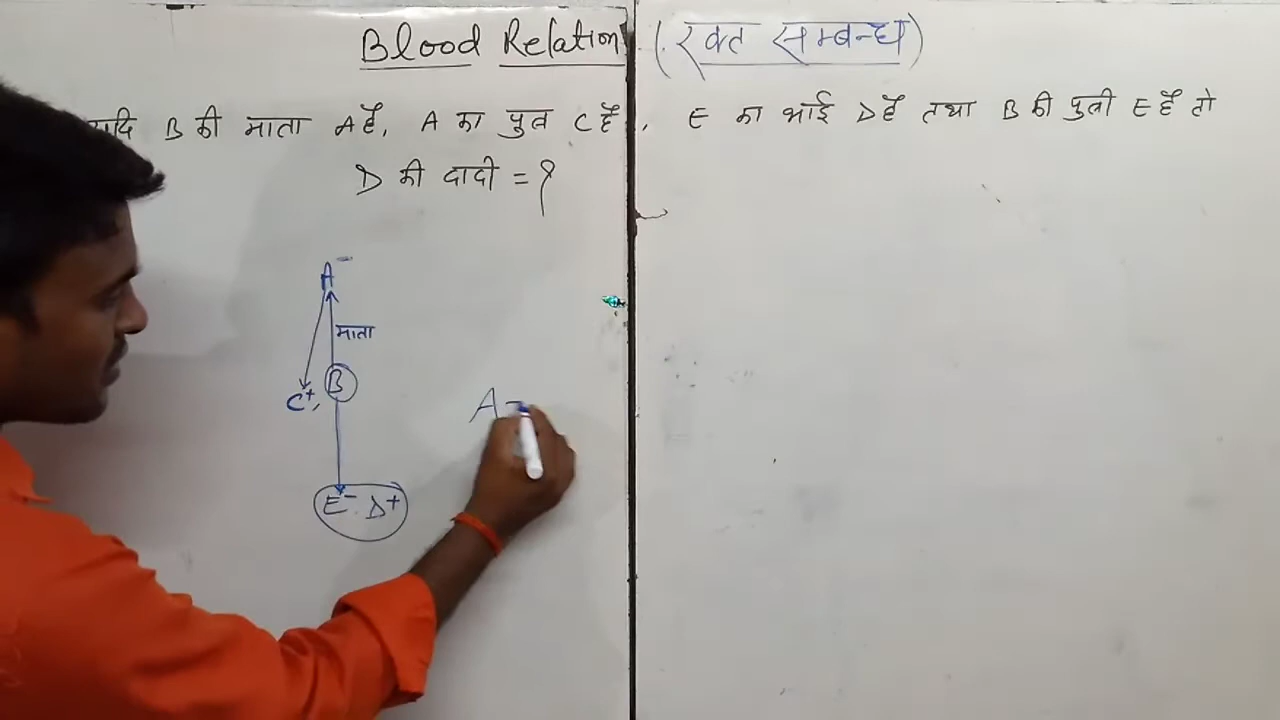 Blood Relation (रक्त सम्बन्ध)
यदि B की माता A है, A का पुत्र C है, E का भाई D है तथा B की पुत्री E है तो
D की दादी = ?
A⁻
माता
C⁺, B
E⁻ D⁺
A -